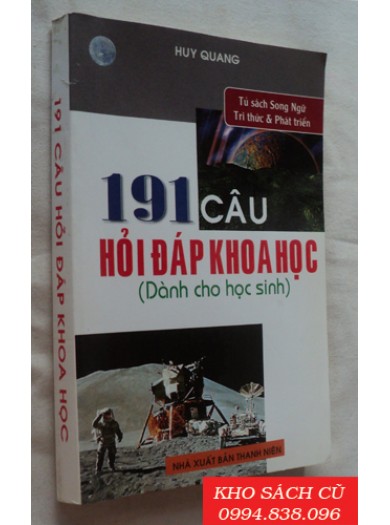 HUY QUANG
Tủ sách Song Ngữ
Tri thức & Phát triển
191 CÂU
HỎI ĐÁP KHOA HỌC
(Dành cho học sinh)
NHÀ XUẤT BẢN THANH NIÊN
191 CÂU HỎI ĐÁP KHOA HỌC
KHO SÁCH CŨ
0994.838.096